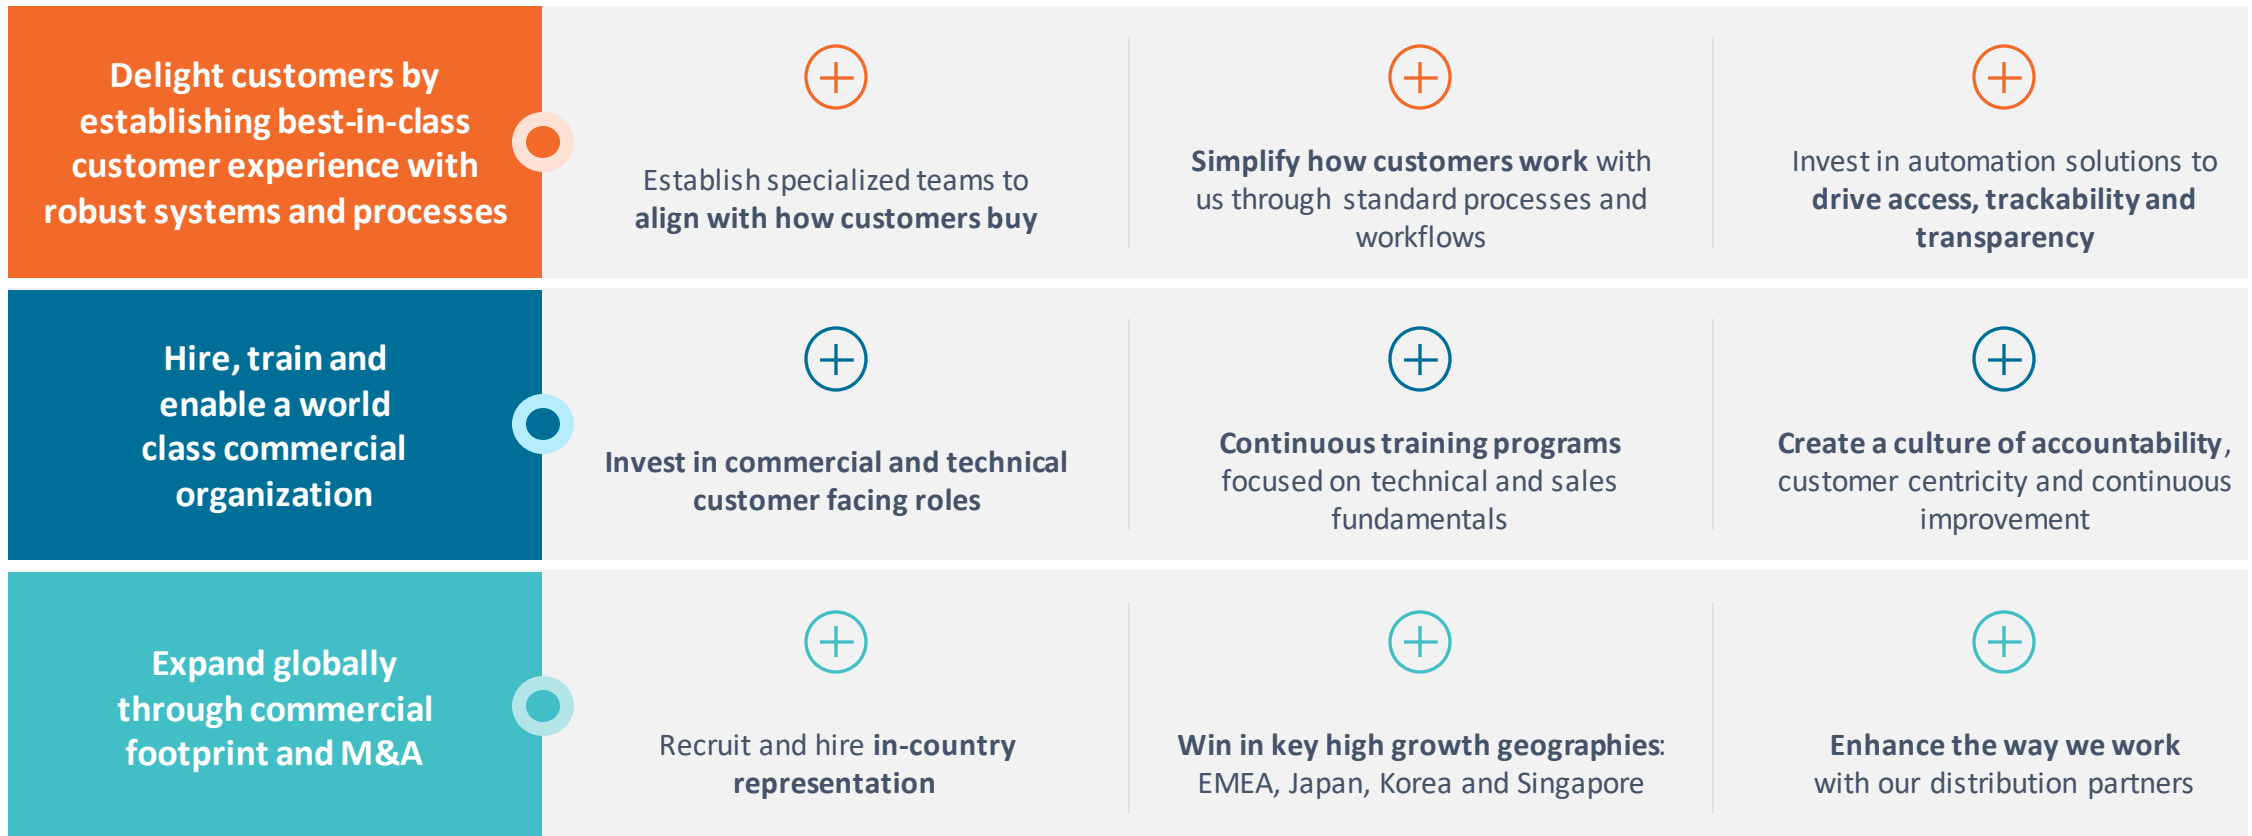 Delight customers by
establishing best-in-class
customer experience with
robust systems and processes
Establish specialized teams to
align with how customers buy
Simplify how customers work with
us through standard processes and
workflows
Invest in automation solutions to
drive access, trackability and
transparency
Hire, train and
enable a world
class commercial
organization
Invest in commercial and technical
customer facing roles
Continuous training programs
focused on technical and sales
fundamentals
Create a culture of accountability,
customer centricity and continuous
improvement
Expand globally
through commercial
footprint and M&A
Recruit and hire in-country
representation
Win in key high growth geographies:
EMEA, Japan, Korea and Singapore
Enhance the way we work
with our distribution partners